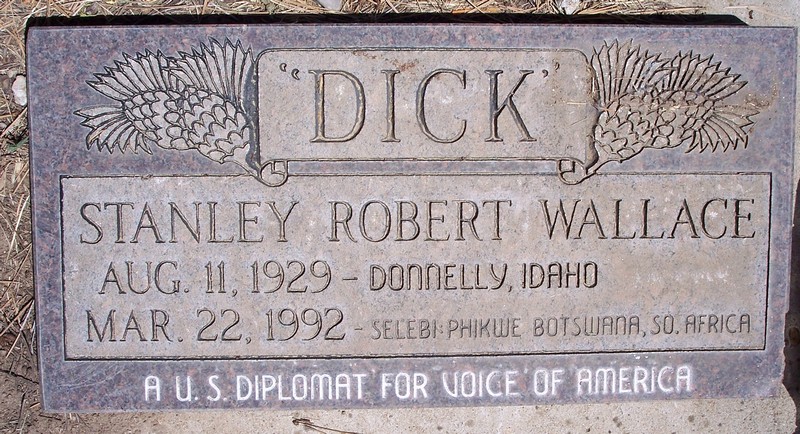 "DICK"
STANLEY ROBERT WALLACE
AUG. 11, 1929 – DONNELLY, IDAHO
MAR. 22, 1992 – SELEBI-PHIKWE BOTSWANA, SO. AFRICA
A U.S. DIPLOMAT FOR VOICE OF AMERICA